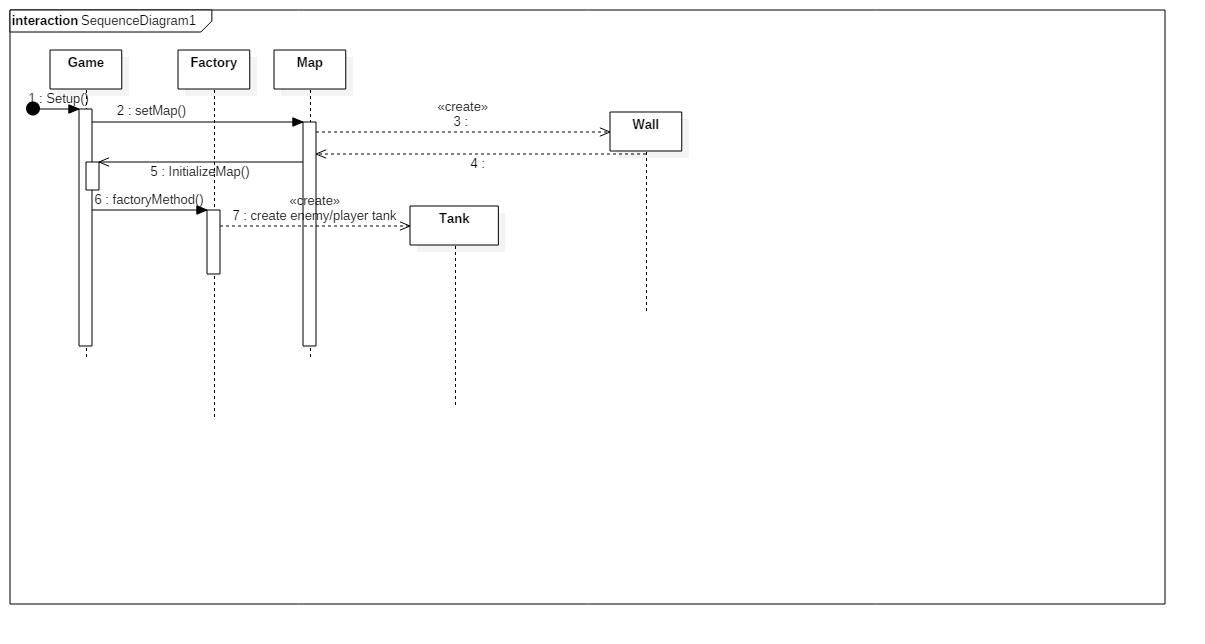 interaction SequenceDiagram1
Game
Factory
Map
1 : Setup()
2 : setMap()
«create»
3 :
Wall
4 :
5 : InitializeMap()
6 : factoryMethod()
«create»
7 : create enemy/player tank
Tank